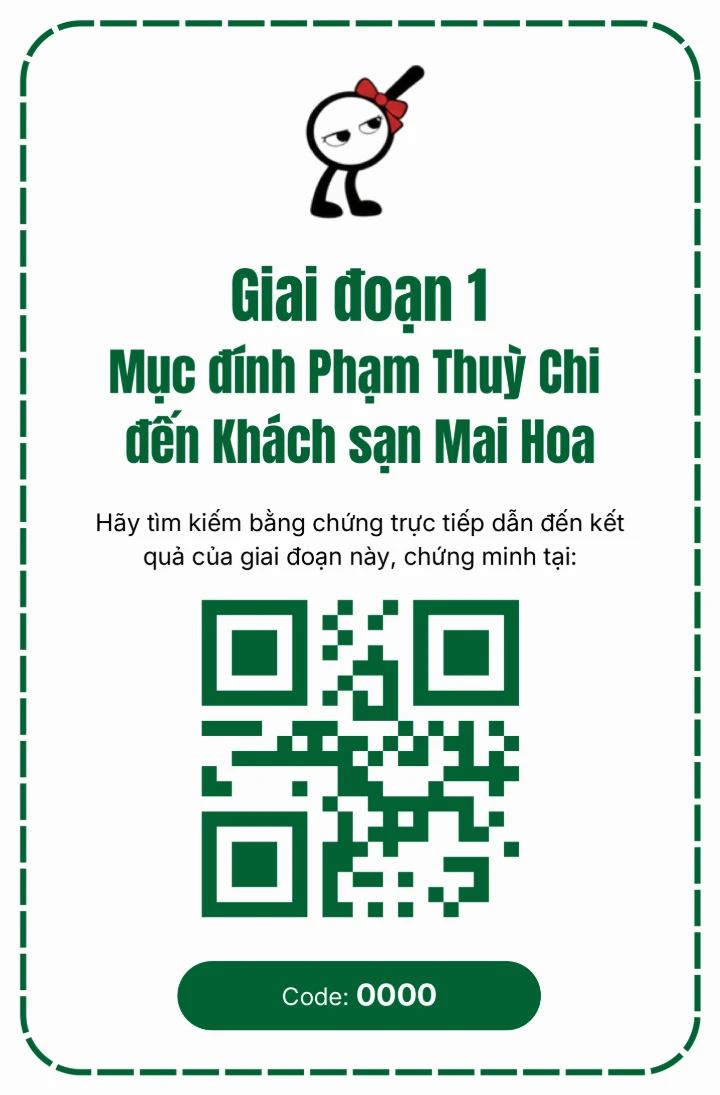 Giai đoạn 1
Mục đính Phạm Thuỳ Chi
đến Khách sạn Mai Hoa
Hãy tìm kiếm bằng chứng trực tiếp dẫn đến kết
quả của giai đoạn này, chứng minh tại:
Code: 0000